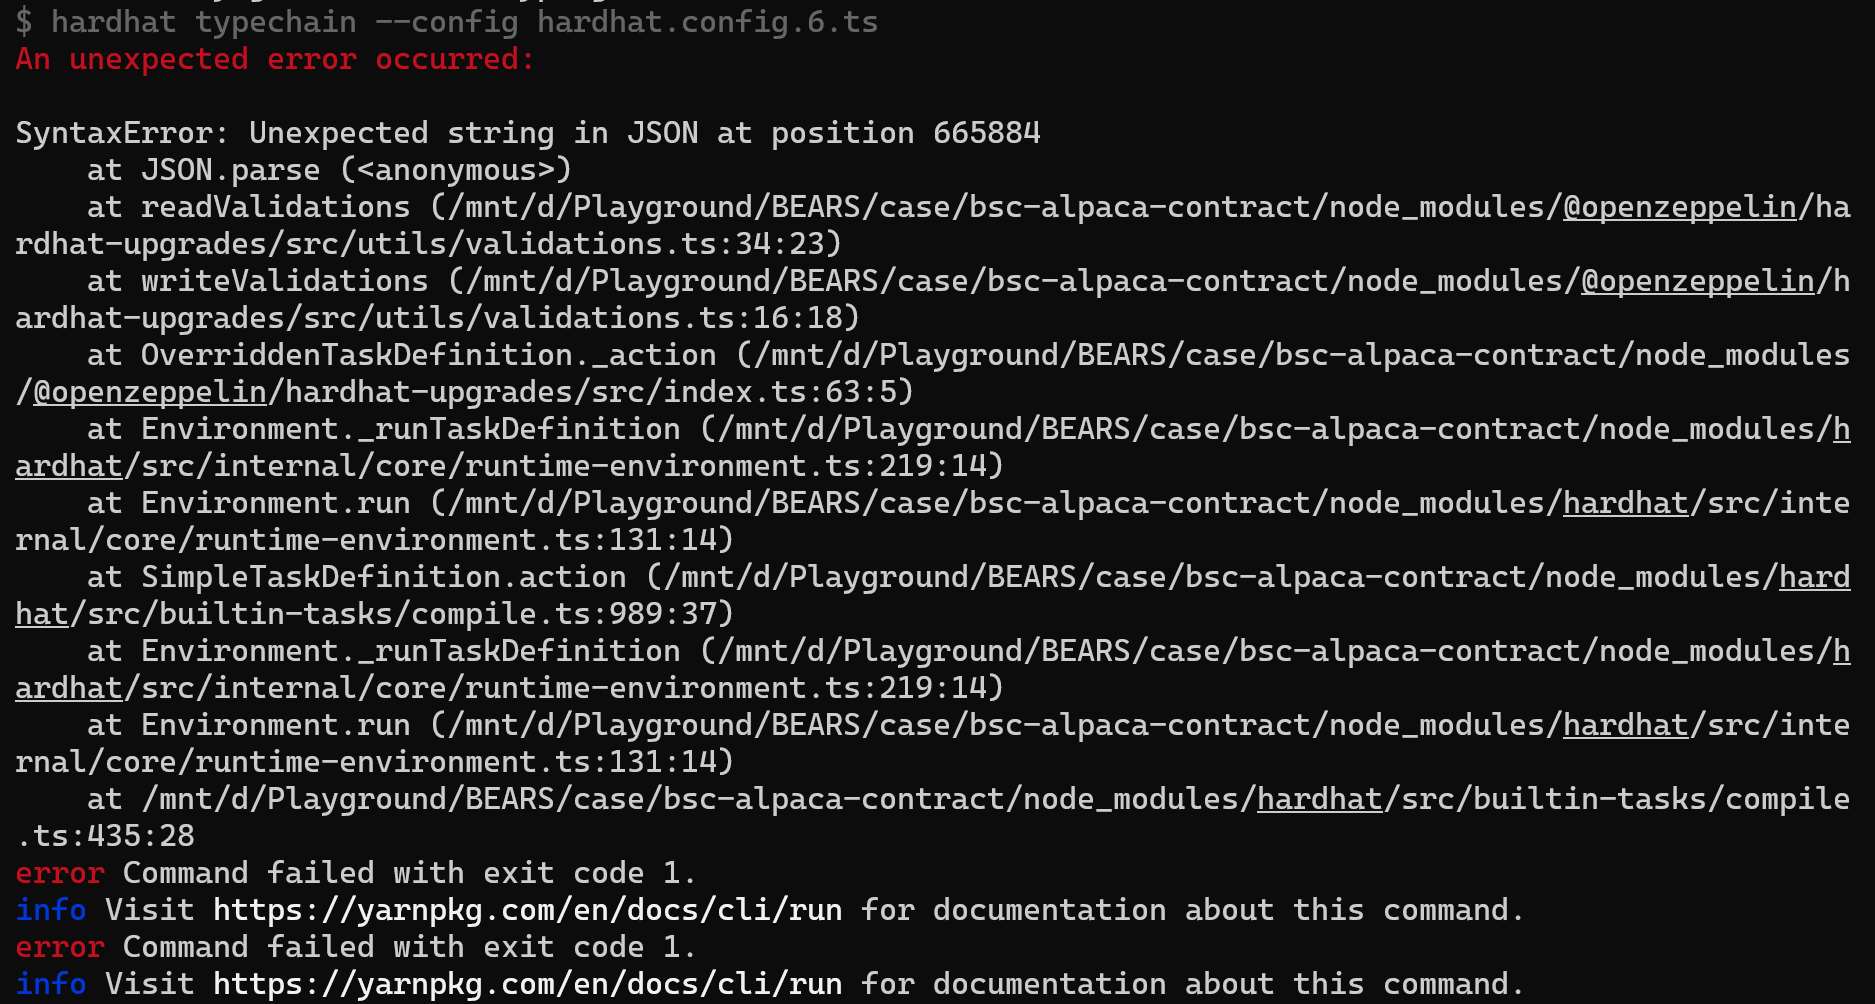 $ hardhat typechain --config hardhat.config.6.ts
An unexpected error occurred:
SyntaxError: Unexpected string in JSON at position 665884
    at JSON.parse (<anonymous>)
    at readValidations (/mnt/d/Playground/BEARS/case/bsc-alpaca-contract/node_modules/@openzeppelin/ha
rdhat-upgrades/src/utils/validations.ts:34:23)
    at writeValidations (/mnt/d/Playground/BEARS/case/bsc-alpaca-contract/node_modules/@openzeppelin/h
ardhat-upgrades/src/utils/validations.ts:16:18)
    at OverriddenTaskDefinition._action (/mnt/d/Playground/BEARS/case/bsc-alpaca-contract/node_modules
/@openzeppelin/hardhat-upgrades/src/index.ts:63:5)
    at Environment._runTaskDefinition (/mnt/d/Playground/BEARS/case/bsc-alpaca-contract/node_modules/h
ardhat/src/internal/core/runtime-environment.ts:219:14)
    at Environment.run (/mnt/d/Playground/BEARS/case/bsc-alpaca-contract/node_modules/hardhat/src/inte
rnal/core/runtime-environment.ts:131:14)
    at SimpleTaskDefinition.action (/mnt/d/Playground/BEARS/case/bsc-alpaca-contract/node_modules/hard
hat/src/builtin-tasks/compile.ts:989:37)
    at Environment._runTaskDefinition (/mnt/d/Playground/BEARS/case/bsc-alpaca-contract/node_modules/h
ardhat/src/internal/core/runtime-environment.ts:219:14)
    at Environment.run (/mnt/d/Playground/BEARS/case/bsc-alpaca-contract/node_modules/hardhat/src/inte
rnal/core/runtime-environment.ts:131:14)
    at /mnt/d/Playground/BEARS/case/bsc-alpaca-contract/node_modules/hardhat/src/builtin-tasks/compile
.ts:435:28
error Command failed with exit code 1.
info Visit https://yarnpkg.com/en/docs/cli/run for documentation about this command.
error Command failed with exit code 1.
info Visit https://yarnpkg.com/en/docs/cli/run for documentation about this command.